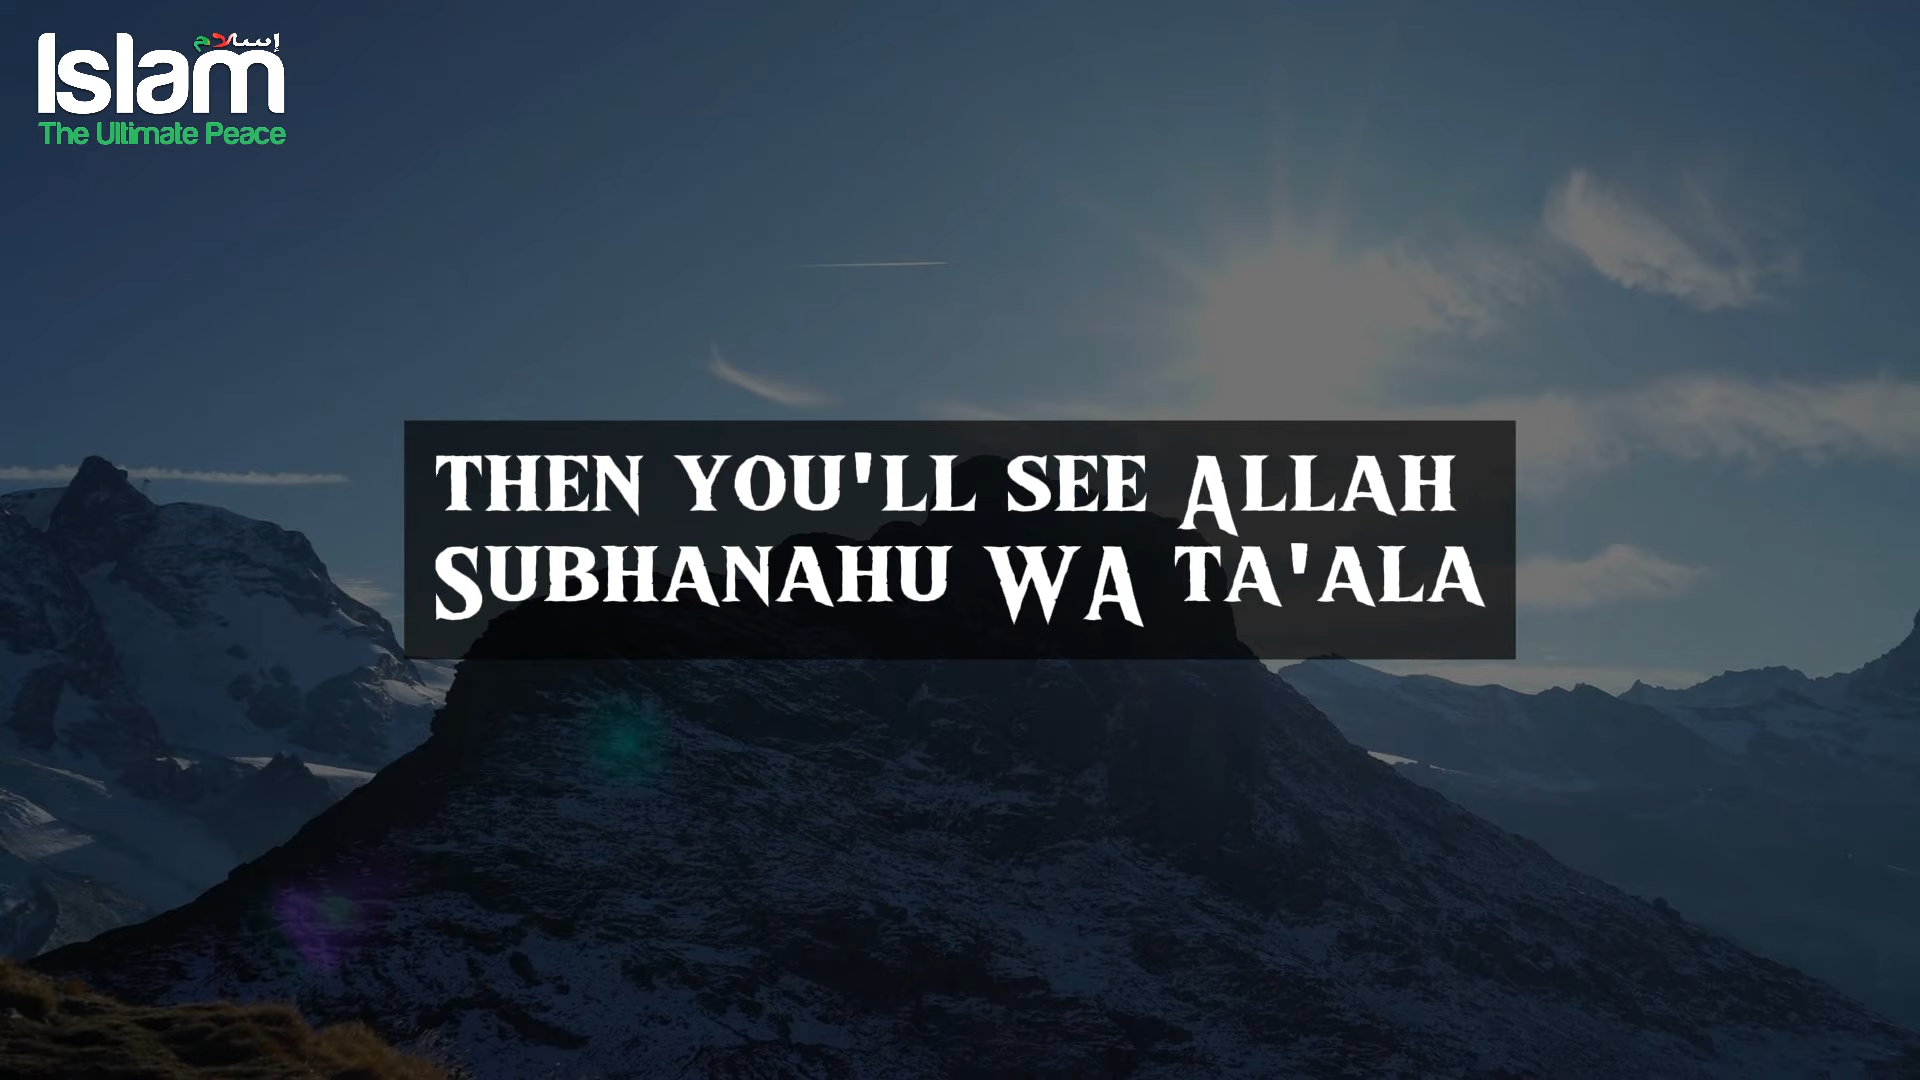 إسلام
Islam
The Ultimate Peace
then you'll see Allah
Subhanahu WA ta'ala